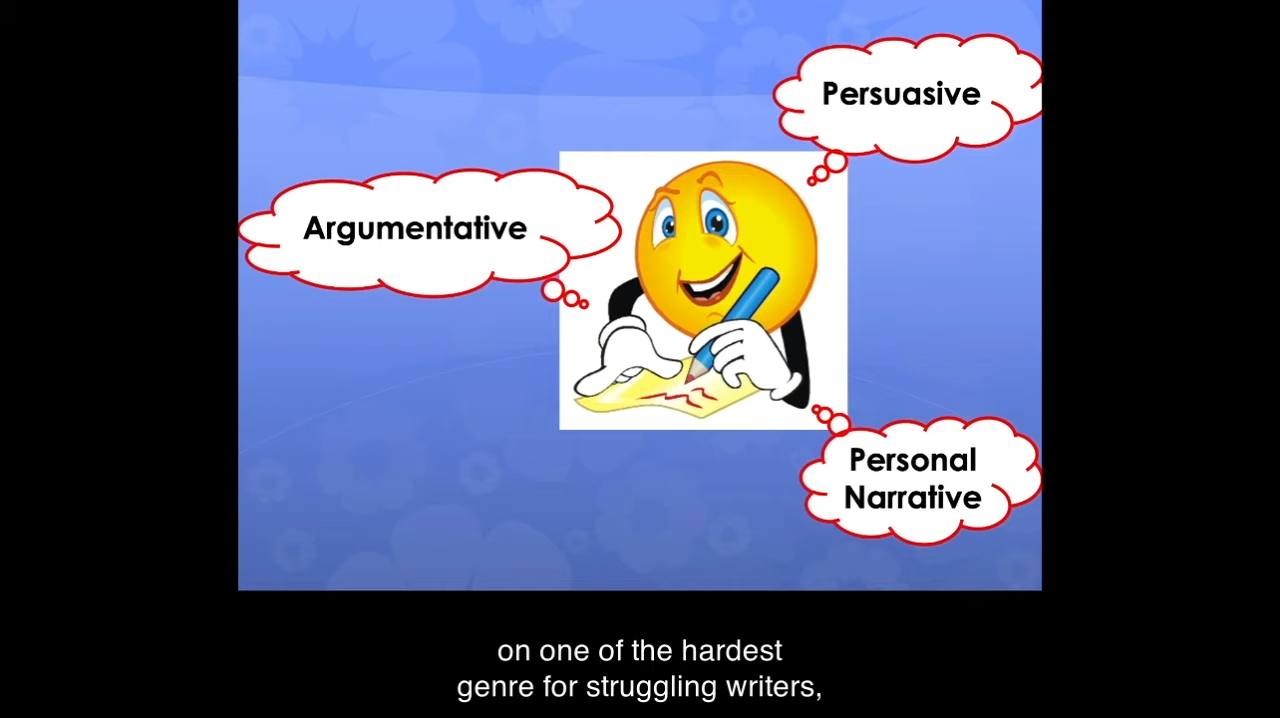 Persuasive
Argumentative
Personal
Narrative
on one of the hardest
genre for struggling writers,